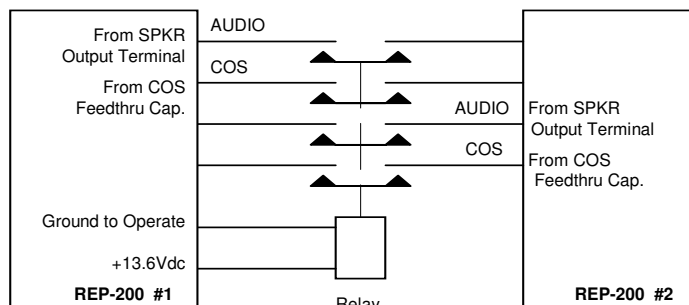 From SPKR
Output Terminal
AUDIO
COS
From COS
Feedthru Cap.
AUDIO
From SPKR
Output Terminal
COS
From COS
Feedthru Cap.
Ground to Operate
+13.6Vdc
REP-200 #1
Relay
REP-200 #2